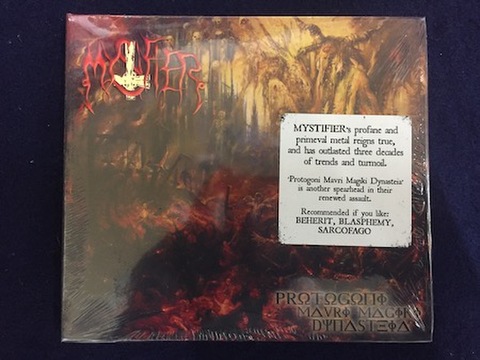 MYSTIFIER
MYSTIFIER's profane and
primeval metal reigns true,
and has outlasted three decades
of trends and turmoil.
'Protogoni Mavri Magiki Dynasteia'
is another spearhead in their
renewed assault.
Recommended if you like:
BEHERIT, BLASPHEMY,
SARCOFAGO
PROTOGONI
MAVRI MAGIKI
DYNASTEIA